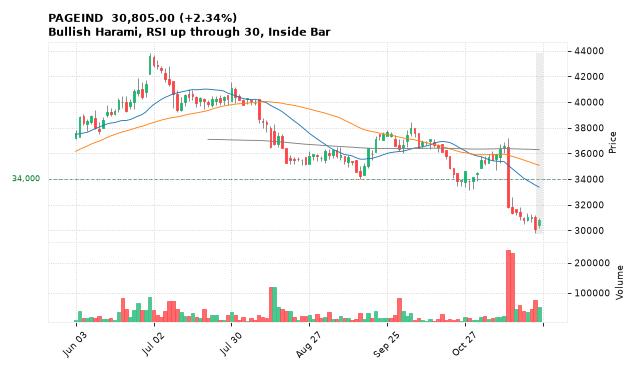 PAGEIND  30,805.00 (+2.34%)
Bullish Harami, RSI up through 30, Inside Bar
44000
42000
40000
38000
36000
34,000
34000
32000
30000
Price
200000
100000
Volume
Jun 03
Jul 02
Jul 30
Aug 27
Sep 25
Oct 27